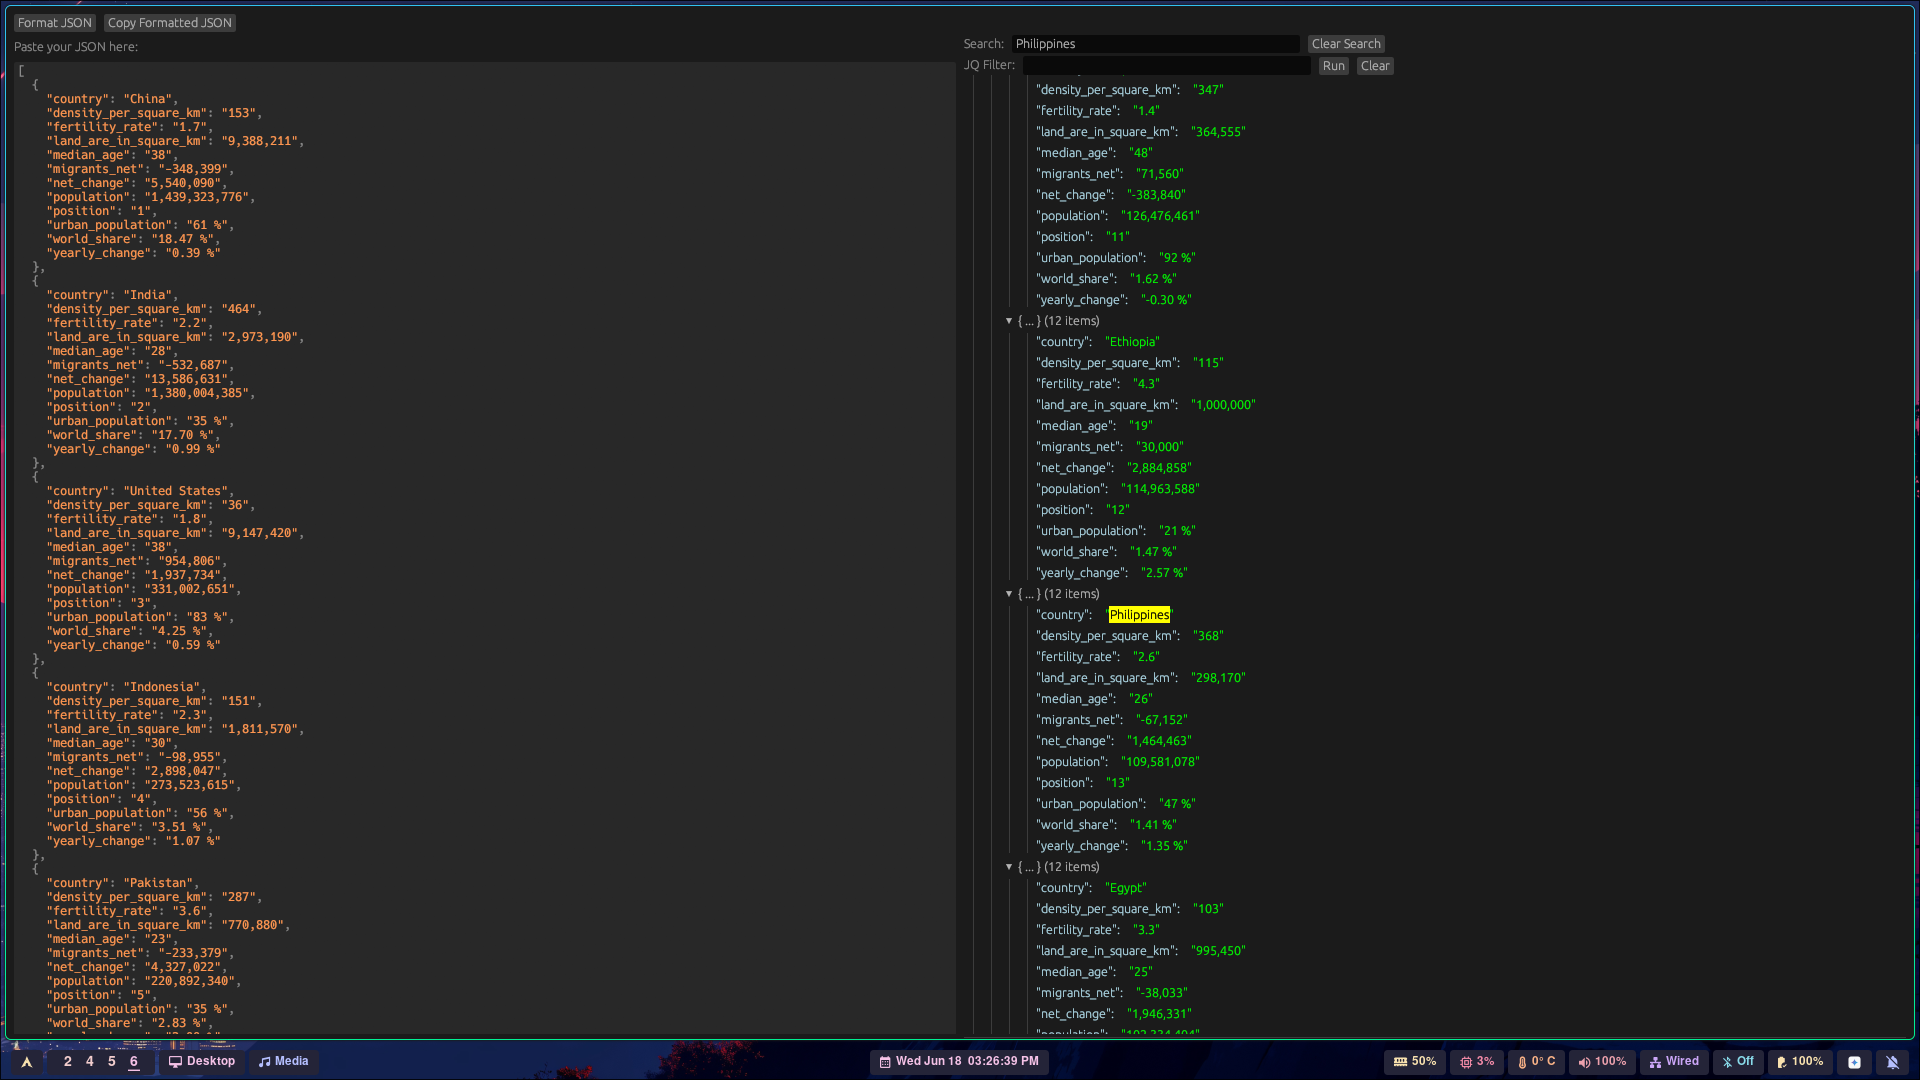 Format JSON Copy Formatted JSON
Paste your JSON here:
[
{
"country": "China",
"density_per_square_km": "153",
"fertility_rate": "1.7",
"land_are_in_square_km": "9,388,211",
"median_age": "38",
"migrants_net": "-348,399",
"net_change": "5,540,090",
"population": "1,439,323,776",
"position": "1",
"urban_population": "61 %",
"world_share": "18.47 %",
"yearly_change": "0.39 %"
},
{
"country": "India",
"density_per_square_km": "464",
"fertility_rate": "2.2",
"land_are_in_square_km": "2,973,190",
"median_age": "28",
"migrants_net": "-532,687",
"net_change": "13,586,631",
"population": "1,380,004,385",
"position": "2",
"urban_population": "35 %",
"world_share": "17.70 %",
"yearly_change": "0.99 %"
},
{
"country": "United States",
"density_per_square_km": "36",
"fertility_rate": "1.8",
"land_are_in_square_km": "9,147,420",
"median_age": "38",
"migrants_net": "954,806",
"net_change": "1,937,734",
"population": "331,002,651",
"position": "3",
"urban_population": "83 %",
"world_share": "4.25 %",
"yearly_change": "0.59 %"
},
{
"country": "Indonesia",
"density_per_square_km": "151",
"fertility_rate": "2.3",
"land_are_in_square_km": "1,811,570",
"median_age": "30",
"migrants_net": "-98,955",
"net_change": "2,898,047",
"population": "273,523,615",
"position": "4",
"urban_population": "56 %",
"world_share": "3.51 %",
"yearly_change": "1.07 %"
},
{
"country": "Pakistan",
"density_per_square_km": "287",
"fertility_rate": "3.6",
"land_are_in_square_km": "770,880",
"median_age": "23",
"migrants_net": "-233,379",
"net_change": "4,327,022",
"population": "220,892,340",
"position": "5",
"urban_population": "35 %",
"world_share": "2.83 %",
Search: Philippines Clear Search
JQ Filter: Run Clear
"density_per_square_km": "347"
"fertility_rate": "1.4"
"land_are_in_square_km": "364,555"
"median_age": "48"
"migrants_net": "71,560"
"net_change": "-383,840"
"population": "126,476,461"
"position": "11"
"urban_population": "92 %"
"world_share": "1.62 %"
"yearly_change": "-0.30 %"
▼ { ... } (12 items)
"country": "Ethiopia"
"density_per_square_km": "115"
"fertility_rate": "4.3"
"land_are_in_square_km": "1,000,000"
"median_age": "19"
"migrants_net": "30,000"
"net_change": "2,884,858"
"population": "114,963,588"
"position": "12"
"urban_population": "21 %"
"world_share": "1.47 %"
"yearly_change": "2.57 %"
▼ { ... } (12 items)
"country": "Philippines"
"density_per_square_km": "368"
"fertility_rate": "2.6"
"land_are_in_square_km": "298,170"
"median_age": "26"
"migrants_net": "-67,152"
"net_change": "1,464,463"
"population": "109,581,078"
"position": "13"
"urban_population": "47 %"
"world_share": "1.41 %"
"yearly_change": "1.35 %"
▼ { ... } (12 items)
"country": "Egypt"
"density_per_square_km": "103"
"fertility_rate": "3.3"
"land_are_in_square_km": "995,450"
"median_age": "25"
"migrants_net": "-38,033"
"net_change": "1,946,331"
2 4 5 6 Desktop Media Wed Jun 18 03:26:39 PM 50% 3% 0° C 100% Wired Off 100%